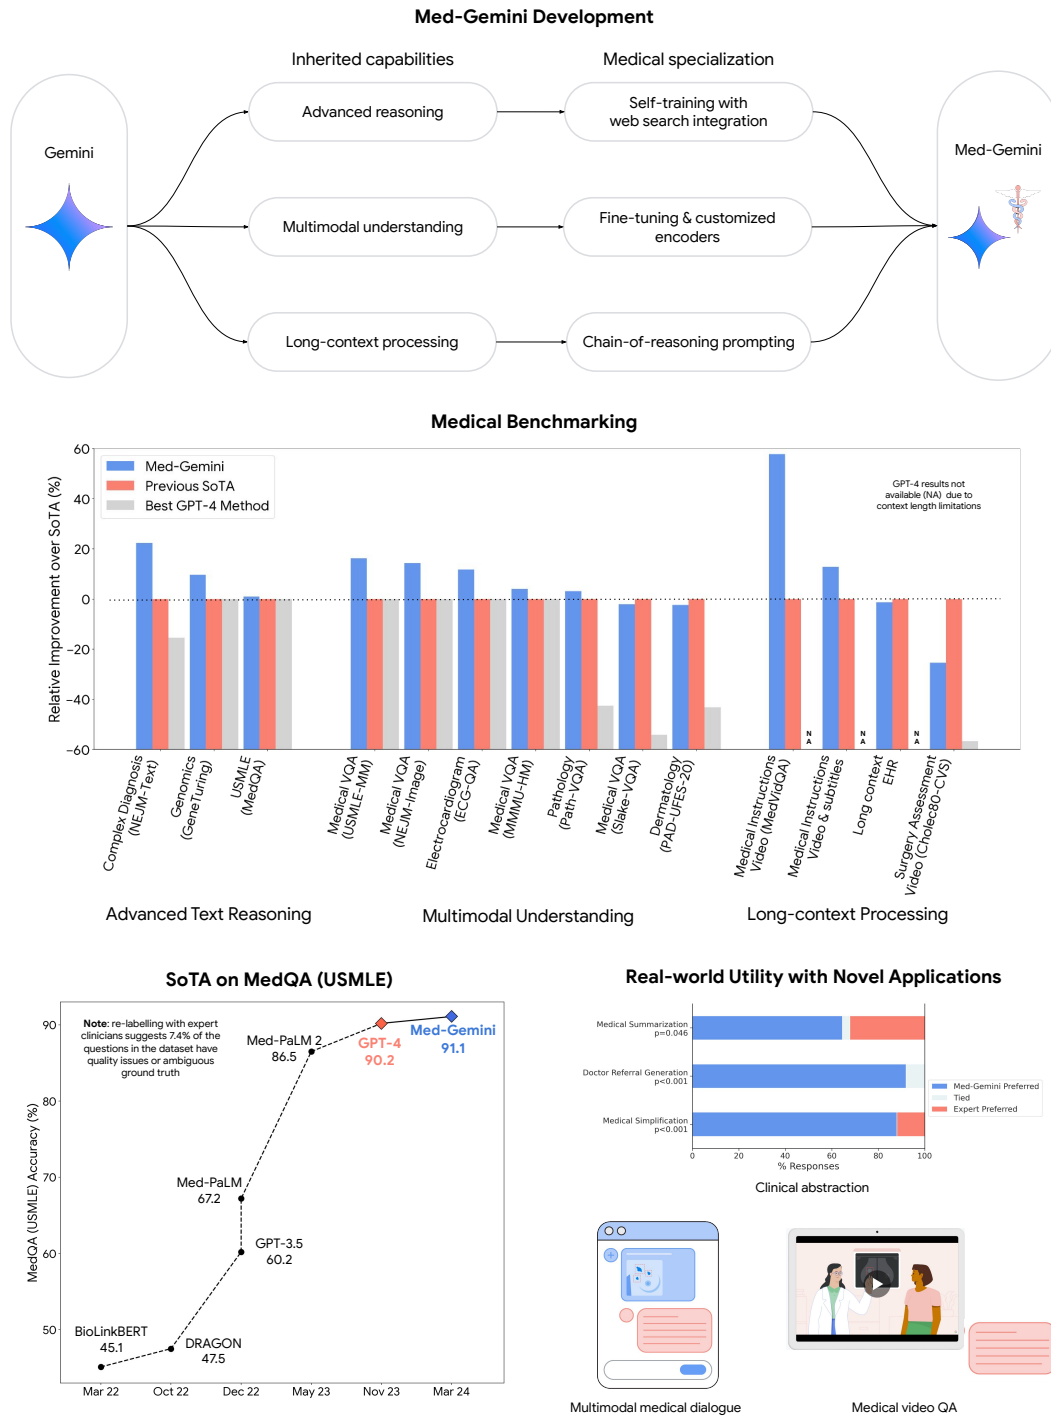 Med-Gemini Development
Inherited capabilities
Medical specialization
Gemini
Advanced reasoning
Self-training with
web search integration
Multimodal understanding
Fine-tuning & customized
encoders
Long-context processing
Chain-of-reasoning prompting
Med-Gemini
Medical Benchmarking
Relative Improvement over SoTA (%)
60
40
20
0
−20
−40
−60
Med-Gemini
Previous SoTA
Best GPT-4 Method
GPT-4 results not
available (NA) due to
context length limitations
N
A
N
A
N
A
Complex Diagnosis
(NEJM-Text)
Genomics
(GeneTuring)
USMLE
(MedQA)
Medical VQA
(USMLE-MM)
Medical VQA
(NEJM-Image)
Electrocardiogram
(ECG-QA)
Medical VQA
(MMMU-HM)
Pathology
(Path-VQA)
Medical VQA
(Slake-VQA)
Dermatology
(PAD-UFES-20)
Medical Instructions
Video (MedVidQA)
Medical Instructions
Video & subtitles
Long context
EHR
Surgery Assessment
Video (Cholec80-CVS)
Advanced Text Reasoning
Multimodal Understanding
Long-context Processing
SoTA on MedQA (USMLE)
MedQA (USMLE) Accuracy (%)
90
80
70
60
50
Note: re-labelling with expert
clinicians suggests 7.4% of the
questions in the dataset have
quality issues or ambiguous
ground truth
Med-PaLM 2
86.5
GPT-4
90.2
Med-Gemini
91.1
Med-PaLM
67.2
GPT-3.5
60.2
BioLinkBERT
45.1
DRAGON
47.5
Mar 22
Oct 22
Dec 22
May 23
Nov 23
Mar 24
Real-world Utility with Novel Applications
Medical Summarization
p=0.046
Doctor Referral Generation
p<0.001
Medical Simplification
p<0.001
Med-Gemini Preferred
Tied
Expert Preferred
0
20
40
60
80
100
% Responses
Clinical abstraction
Multimodal medical dialogue
Medical video QA